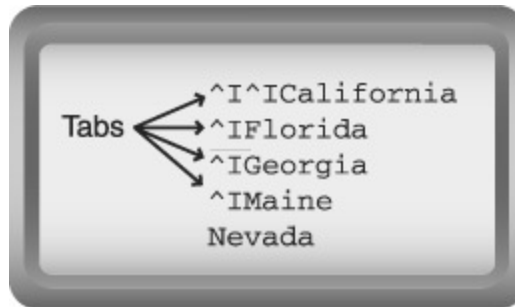 ^I^ICalifornia
Tabs ^IFlorida
^IGeorgia
^IMaine
Nevada